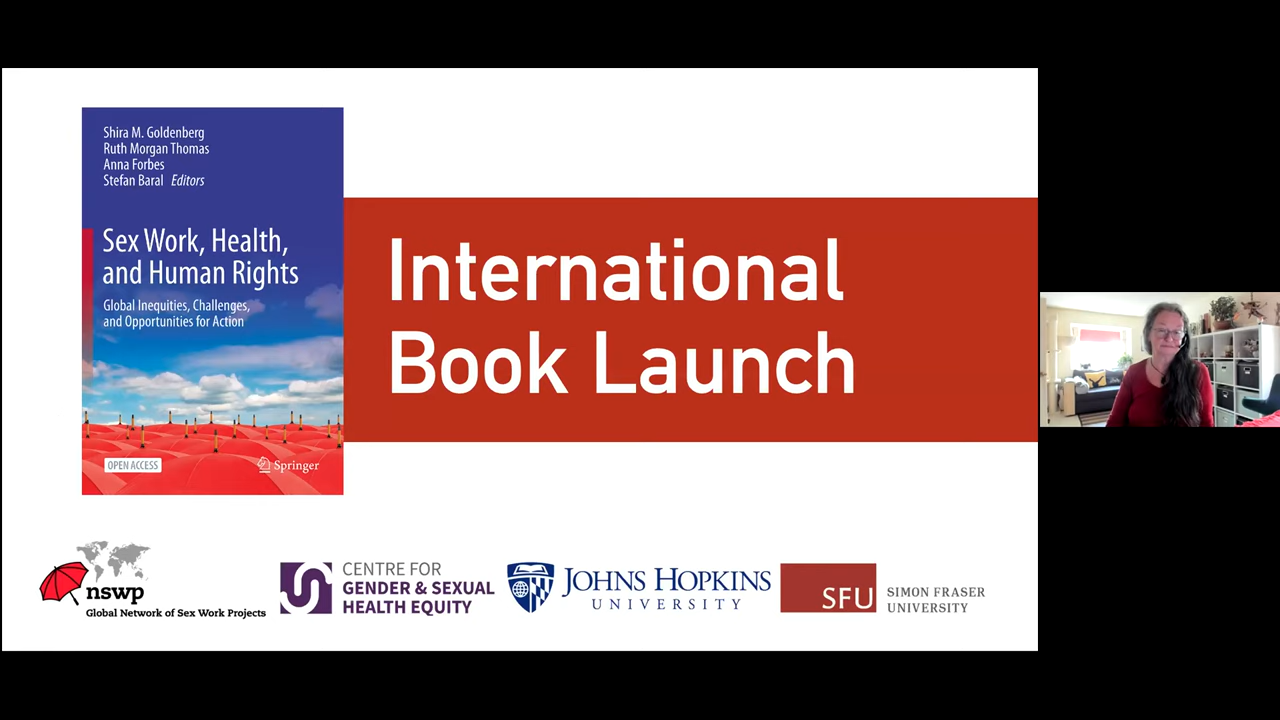 Shira M. Goldenberg
Ruth Morgan Thomas
Anna Forbes
Stefan Baral Editors
Sex Work, Health,
and Human Rights
Global Inequities, Challenges,
and Opportunities for Action
OPEN ACCESS
Springer
International
Book Launch
nswp
Global Network of Sex Work Projects
CENTRE FOR
GENDER & SEXUAL
HEALTH EQUITY
JOHNS HOPKINS
UNIVERSITY
SFU
SIMON FRASER
UNIVERSITY